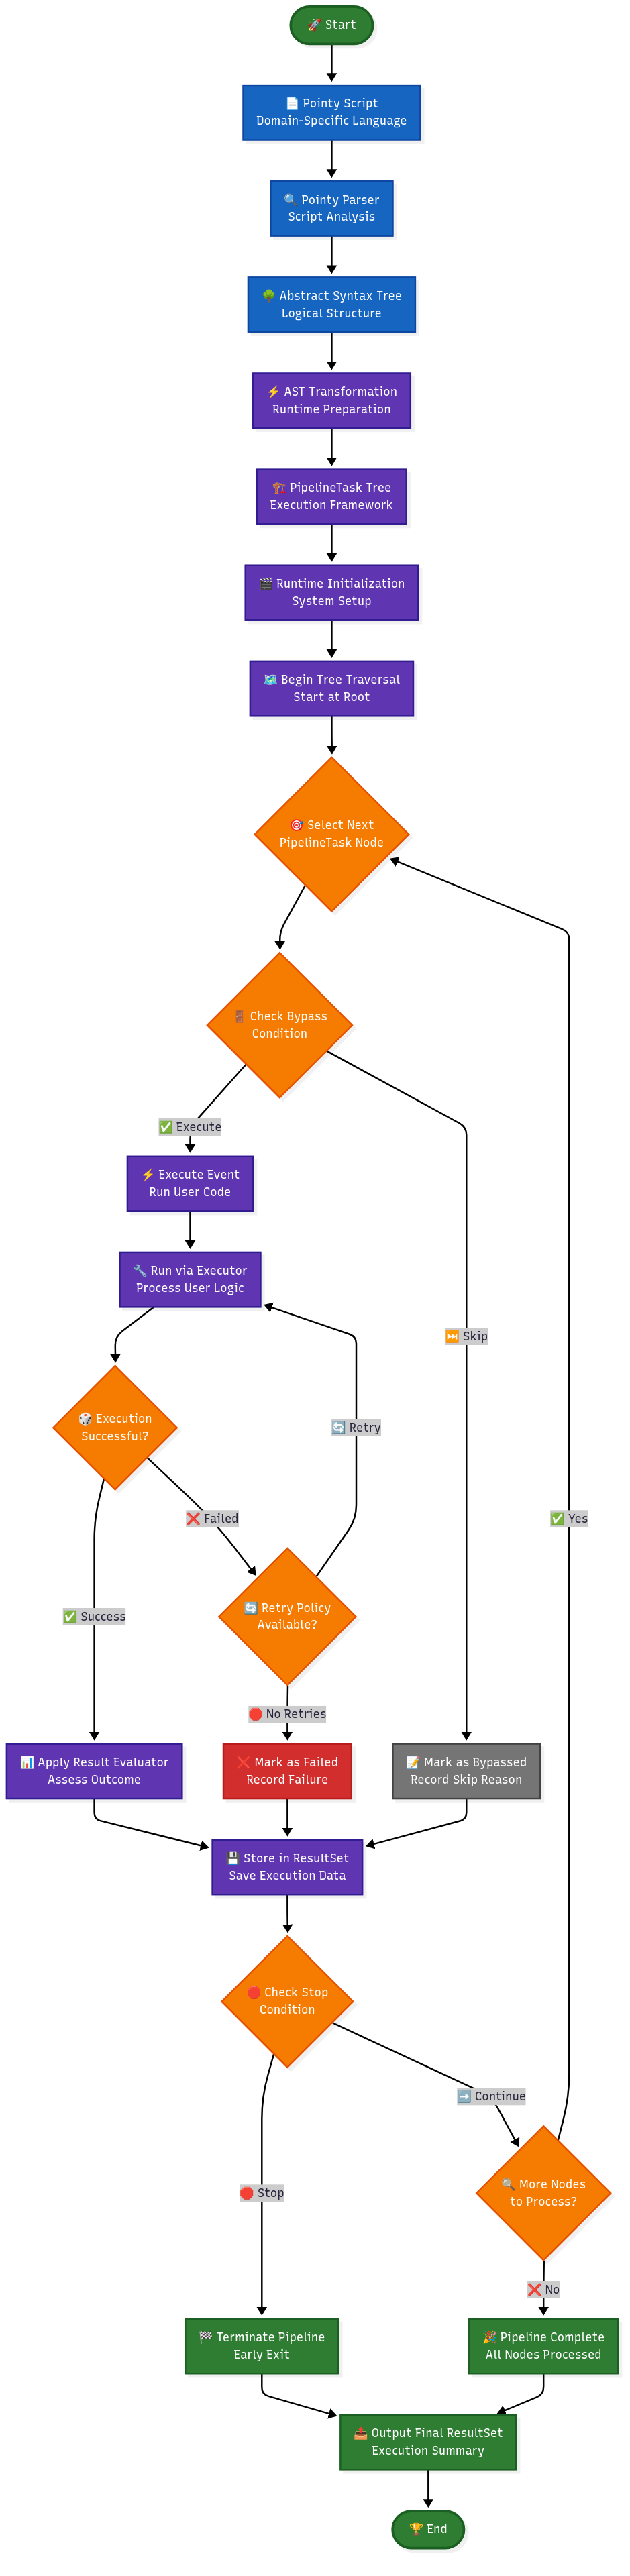 🚀 Start
📄 Pointy Script
Domain-Specific Language
🔍 Pointy Parser
Script Analysis
🌳 Abstract Syntax Tree
Logical Structure
⚡ AST Transformation
Runtime Preparation
🏗️ PipelineTask Tree
Execution Framework
🎬 Runtime Initialization
System Setup
🗺️ Begin Tree Traversal
Start at Root
🎯 Select Next
PipelineTask Node
🚪 Check Bypass
Condition
✅ Execute
⚡ Execute Event
Run User Code
🔧 Run via Executor
Process User Logic
⏭️ Skip
🎲 Execution
Successful?
🔄 Retry
❌ Failed
✅ Yes
🔄 Retry Policy
Available?
✅ Success
🛑 No Retries
📊 Apply Result Evaluator
Assess Outcome
❌ Mark as Failed
Record Failure
📝 Mark as Bypassed
Record Skip Reason
💾 Store in ResultSet
Save Execution Data
🛑 Check Stop
Condition
➡️ Continue
🔍 More Nodes
to Process?
🛑 Stop
❌ No
🏁 Terminate Pipeline
Early Exit
🎉 Pipeline Complete
All Nodes Processed
📤 Output Final ResultSet
Execution Summary
🏆 End